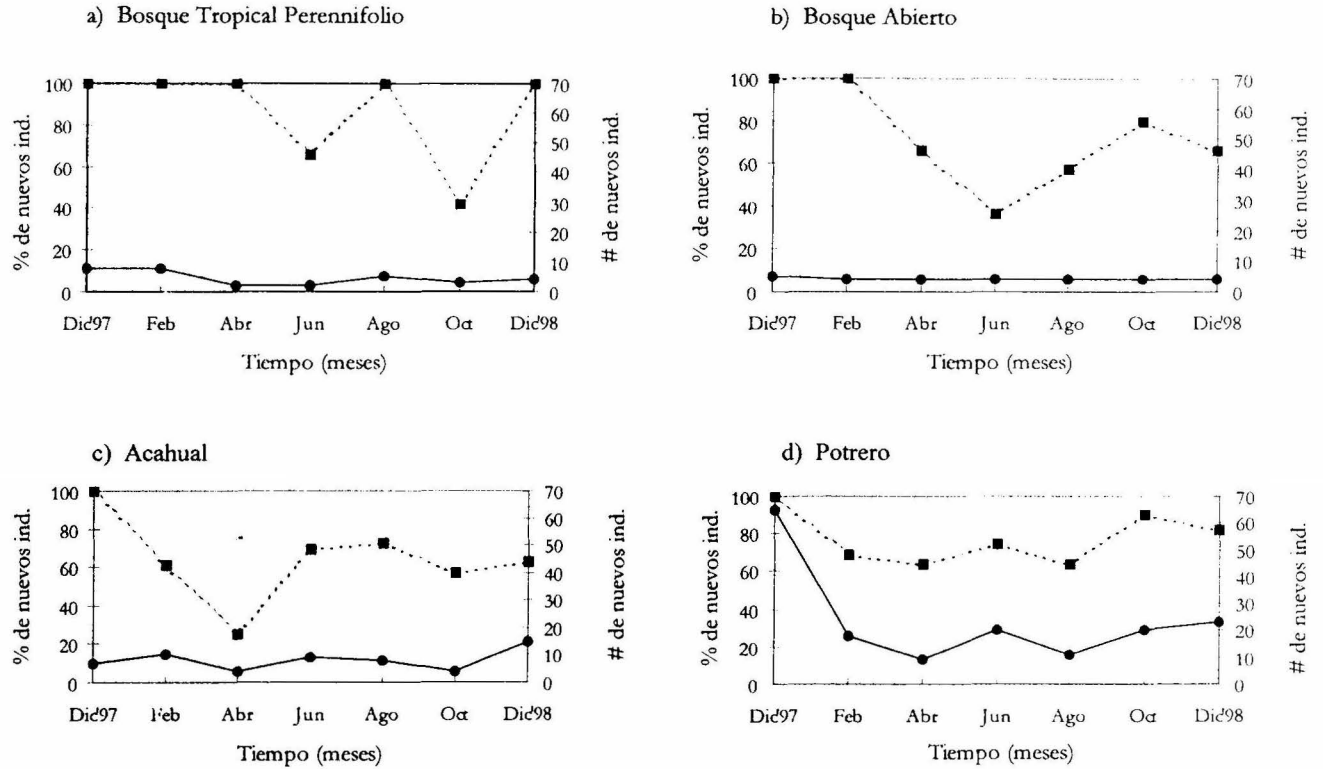 a) Bosque Tropical Perennifolio
% de nuevos ind.
100
80
60
40
20
0
70
60
50
40
30
20
10
0
# de nuevos ind.
Dic'97 Feb Abr Jun Ago Oct Dic'98
Tiempo (meses)
b) Bosque Abierto
% de nuevos ind.
100
80
60
40
20
0
70
60
50
40
30
20
10
0
# de nuevos ind.
Dic'97 Feb Abr Jun Ago Oct Dic'98
Tiempo (meses)
c) Acahual
% de nuevos ind.
100
80
60
40
20
0
70
60
50
40
30
20
10
0
# de nuevos ind.
Dic'97 Feb Abr Jun Ago Oct Dic'98
Tiempo (meses)
d) Potrero
% de nuevos ind.
100
80
60
40
20
0
70
60
50
40
30
20
10
0
# de nuevos ind.
Dic'97 Feb Abr Jun Ago Oct Dic'98
Tiempo (meses)